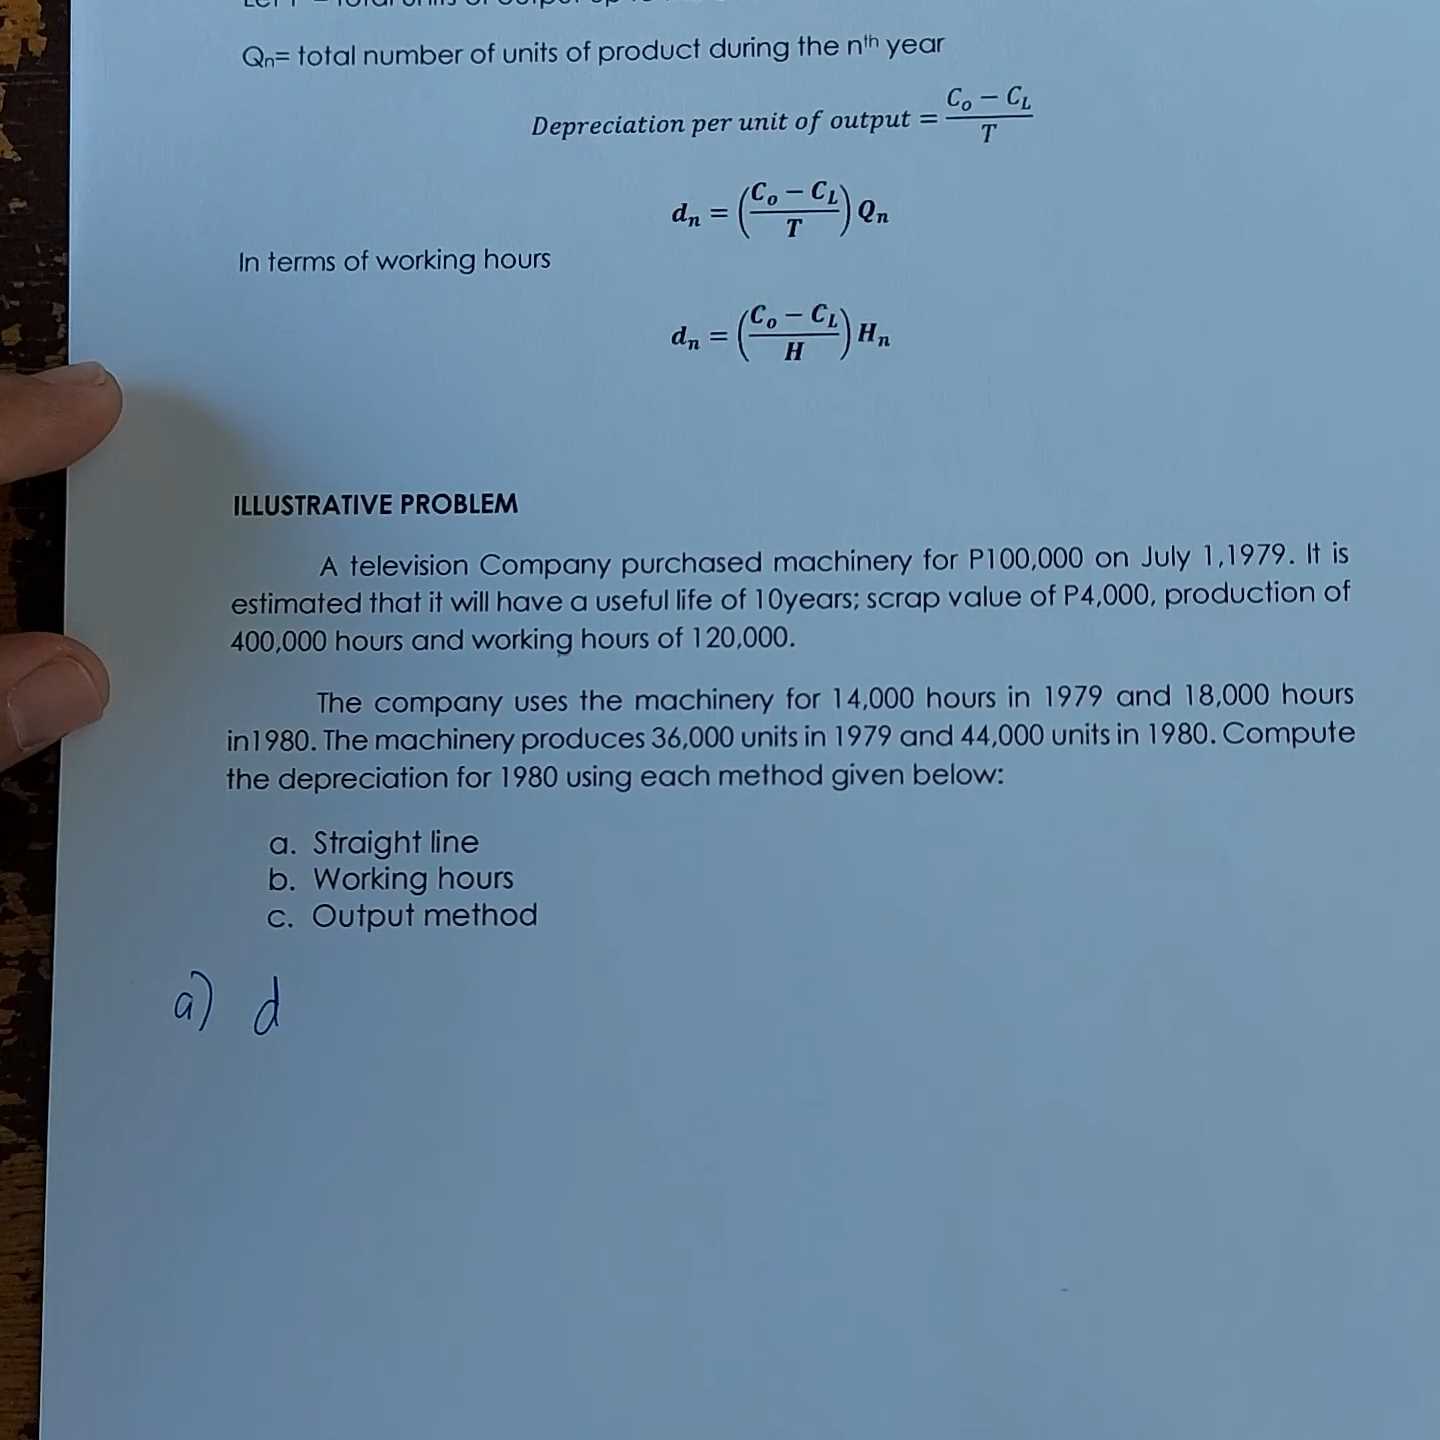 Qn= total number of units of product during the nth year
Depreciation per unit of output = Co − CL / T
dn = (Co − CL / T) Qn
In terms of working hours
dn = (Co − CL / H) Hn
ILLUSTRATIVE PROBLEM
A television Company purchased machinery for P100,000 on July 1,1979. It is
estimated that it will have a useful life of 10years; scrap value of P4,000, production of
400,000 hours and working hours of 120,000.
The company uses the machinery for 14,000 hours in 1979 and 18,000 hours
in1980. The machinery produces 36,000 units in 1979 and 44,000 units in 1980. Compute
the depreciation for 1980 using each method given below:
a. Straight line
b. Working hours
c. Output method
a) d